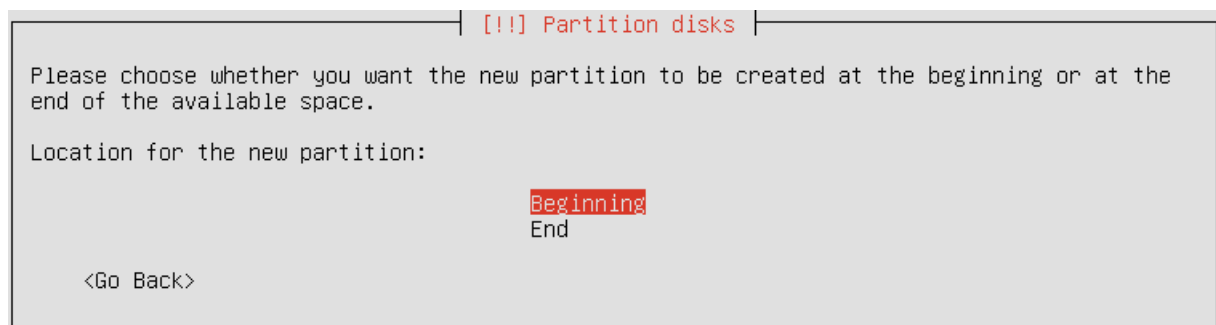 [!!] Partition disks
Please choose whether you want the new partition to be created at the beginning or at the
end of the available space.
Location for the new partition:
Beginning
End
<Go Back>